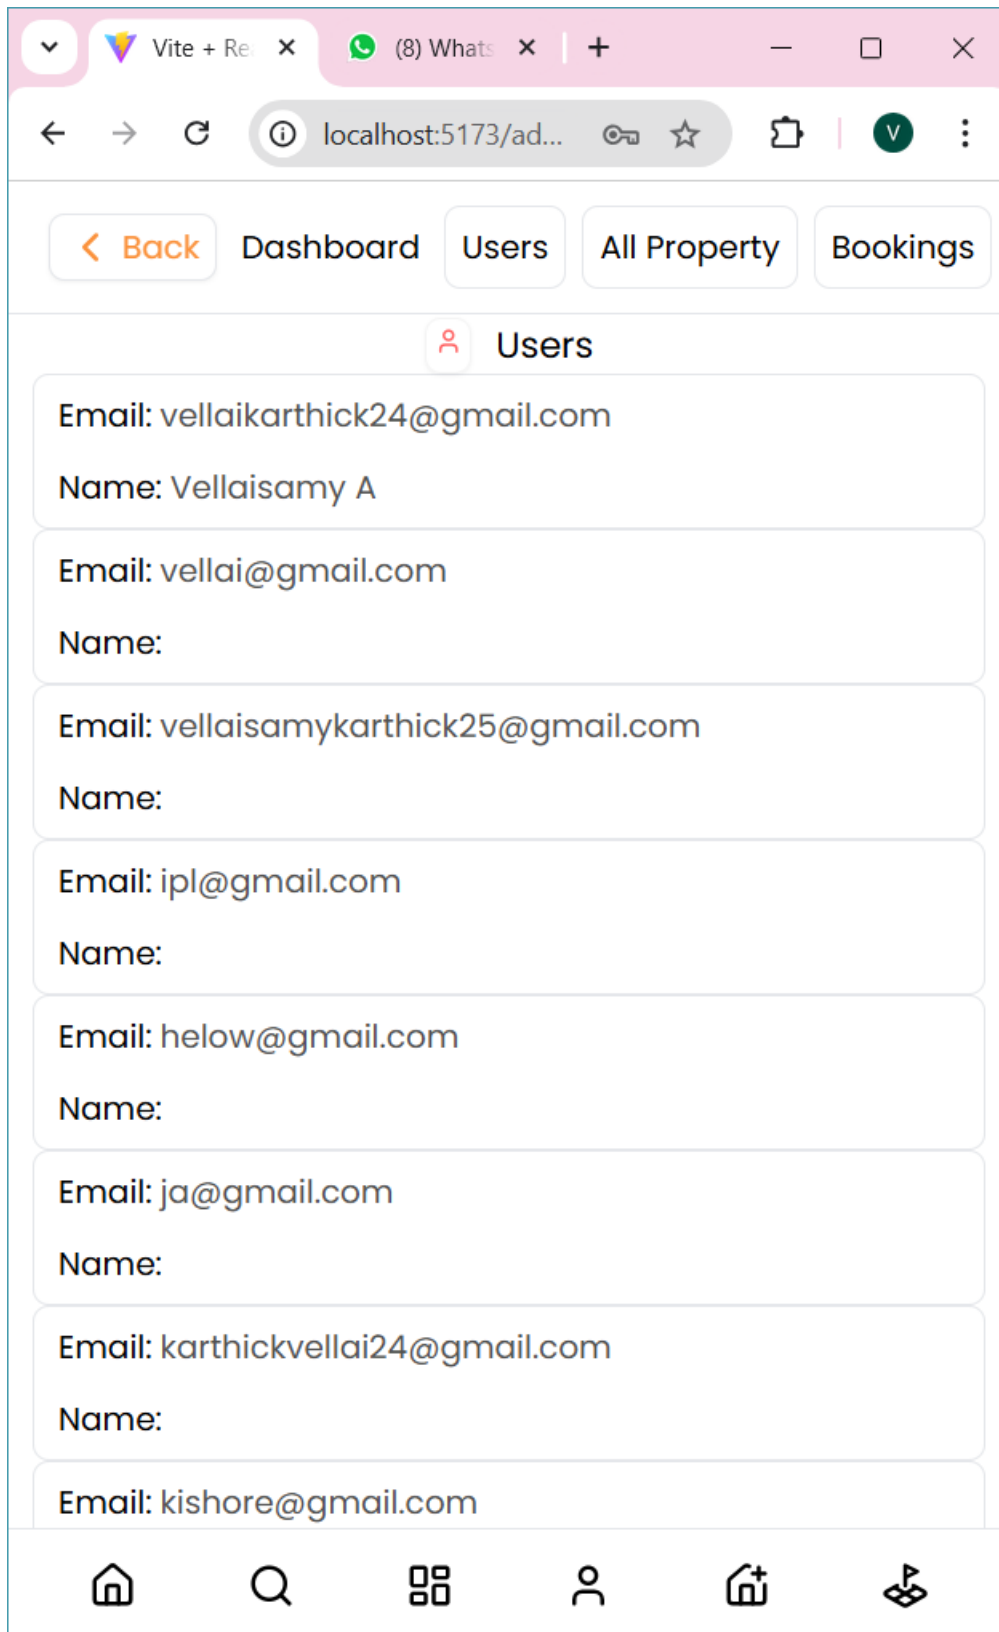 Vite + Re
(8) Whats
localhost:5173/ad...
V
Back Dashboard Users All Property Bookings
Users
Email: vellaikarthick24@gmail.com
Name: Vellaisamy A
Email: vellai@gmail.com
Name:
Email: vellaisamykarthick25@gmail.com
Name:
Email: ipl@gmail.com
Name:
Email: helow@gmail.com
Name:
Email: ja@gmail.com
Name:
Email: karthickvellai24@gmail.com
Name:
Email: kishore@gmail.com